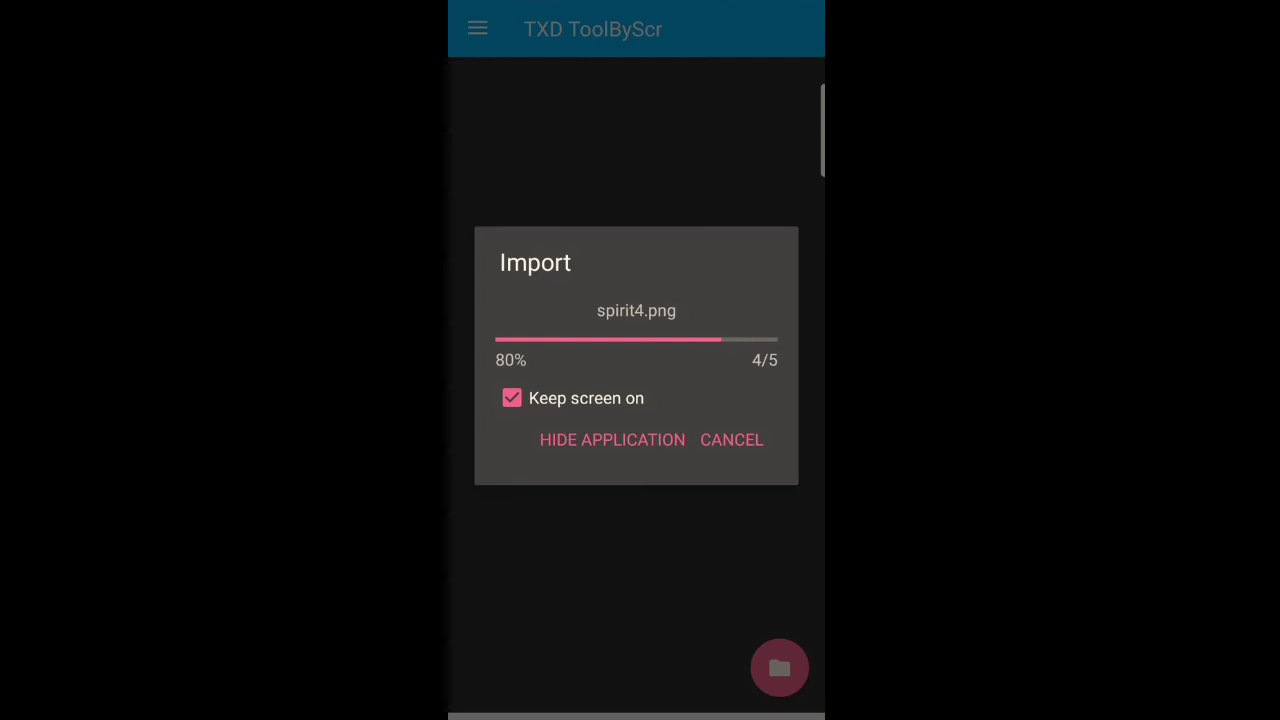 TXD ToolByScr
Import
spirit4.png
80% 4/5
Keep screen on
HIDE APPLICATION CANCEL